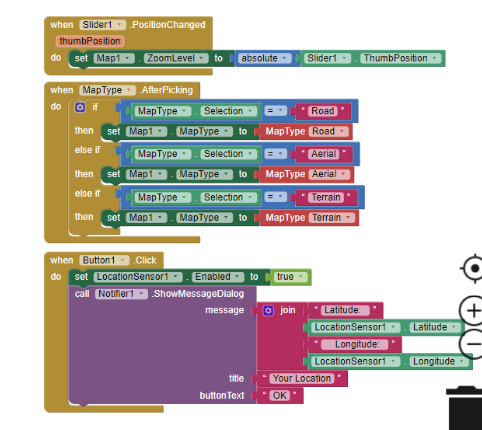 when Slider1 .PositionChanged
thumbPosition
do set Map1 . ZoomLevel to absolute Slider1 . ThumbPosition
when MapType .AfterPicking
do if MapType . Selection = " Road "
then set Map1 . MapType to MapType Road
else if MapType . Selection = " Aerial "
then set Map1 . MapType to MapType Aerial
else if MapType . Selection = " Terrain "
then set Map1 . MapType to MapType Terrain
when Button1 .Click
do set LocationSensor1 . Enabled to true
call Notifier1 .ShowMessageDialog
message join " Latitude: "
LocationSensor1 . Latitude
" Longitude: "
LocationSensor1 . Longitude
title " Your Location "
buttonText " OK "